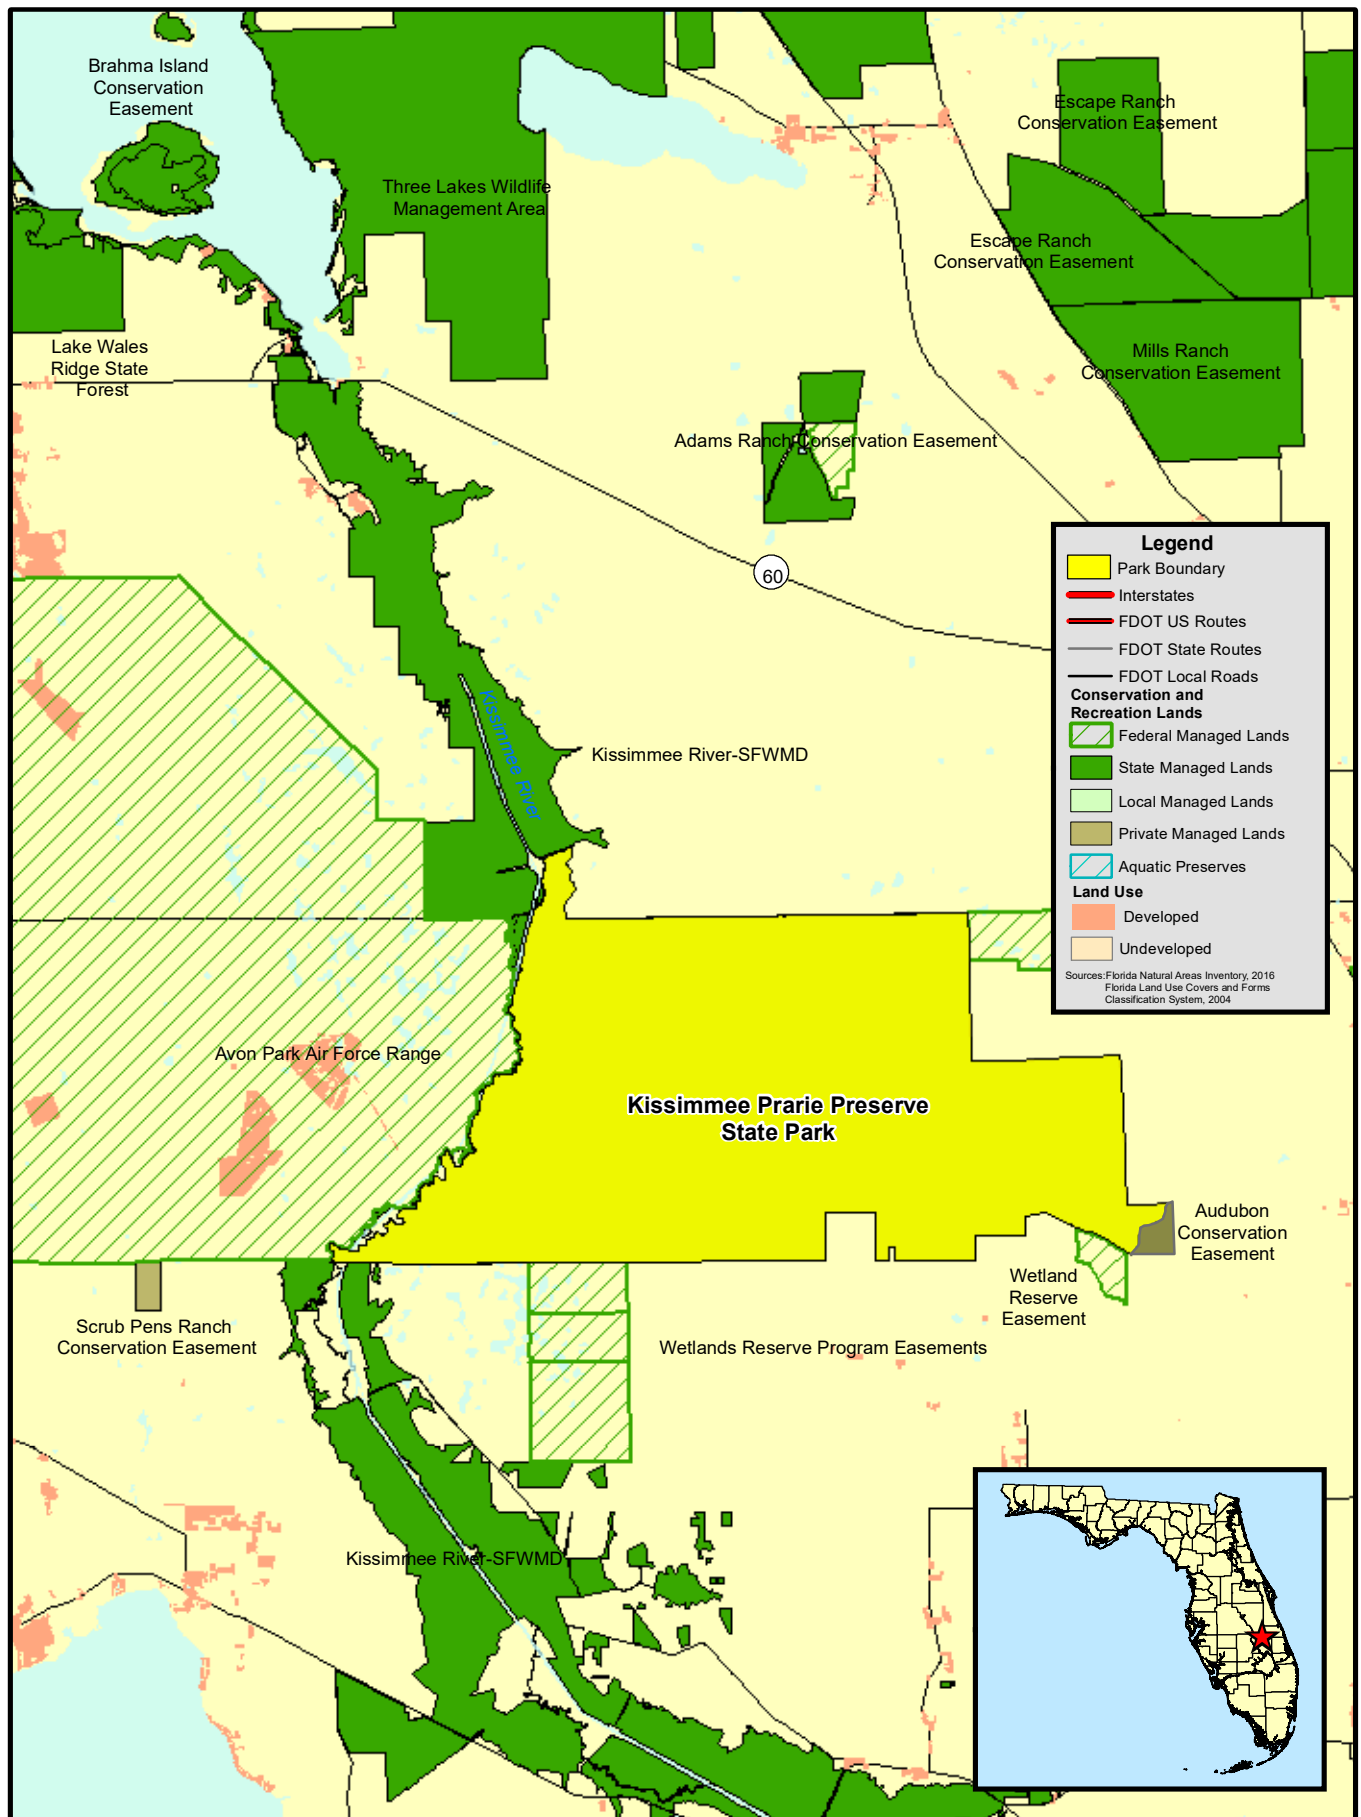 Brahma Island
Conservation
Easement
Escape Ranch
Conservation Easement
Three Lakes Wildlife
Management Area
Escape Ranch
Conservation Easement
Lake Wales
Ridge State
Forest
Mills Ranch
Conservation Easement
Adams Ranch Conservation Easement
60
Kissimmee River
Kissimmee River-SFWMD
Legend
Park Boundary
Interstates
FDOT US Routes
FDOT State Routes
FDOT Local Roads
Conservation and
Recreation Lands
Federal Managed Lands
State Managed Lands
Local Managed Lands
Private Managed Lands
Aquatic Preserves
Land Use
Developed
Undeveloped
Sources:Florida Natural Areas Inventory, 2016
Florida Land Use Covers and Forms
Classification System, 2004
Avon Park Air Force Range
Kissimmee Prarie Preserve
State Park
Audubon
Conservation
Easement
Wetland
Reserve
Easement
Scrub Pens Ranch
Conservation Easement
Wetlands Reserve Program Easements
Kissimmee River-SFWMD